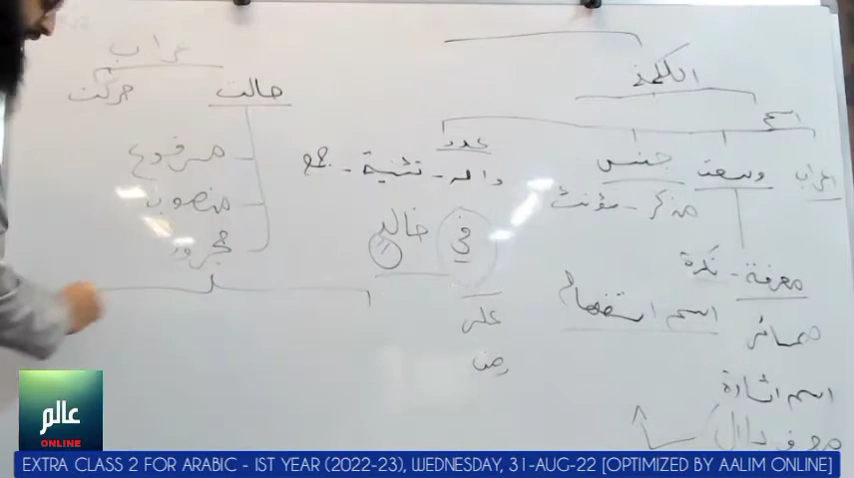 الكلمة
اسم
اعراب
وسعت
جنس
عدد
معرفة - نكرة
مذكر - مؤنث
واحد - تثنية - جمع
ضمائر
اسم اشارة
اسم استفهام
في خالدٍ
على
اعراب
حالت
حركت
مرفوع
منصوب
مجرور
عالم
ONLINE
EXTRA CLASS 2 FOR ARABIC - IST YEAR (2022-23), WEDNESDAY, 31-AUG-22 [OPTIMIZED BY AALIM ONLINE]